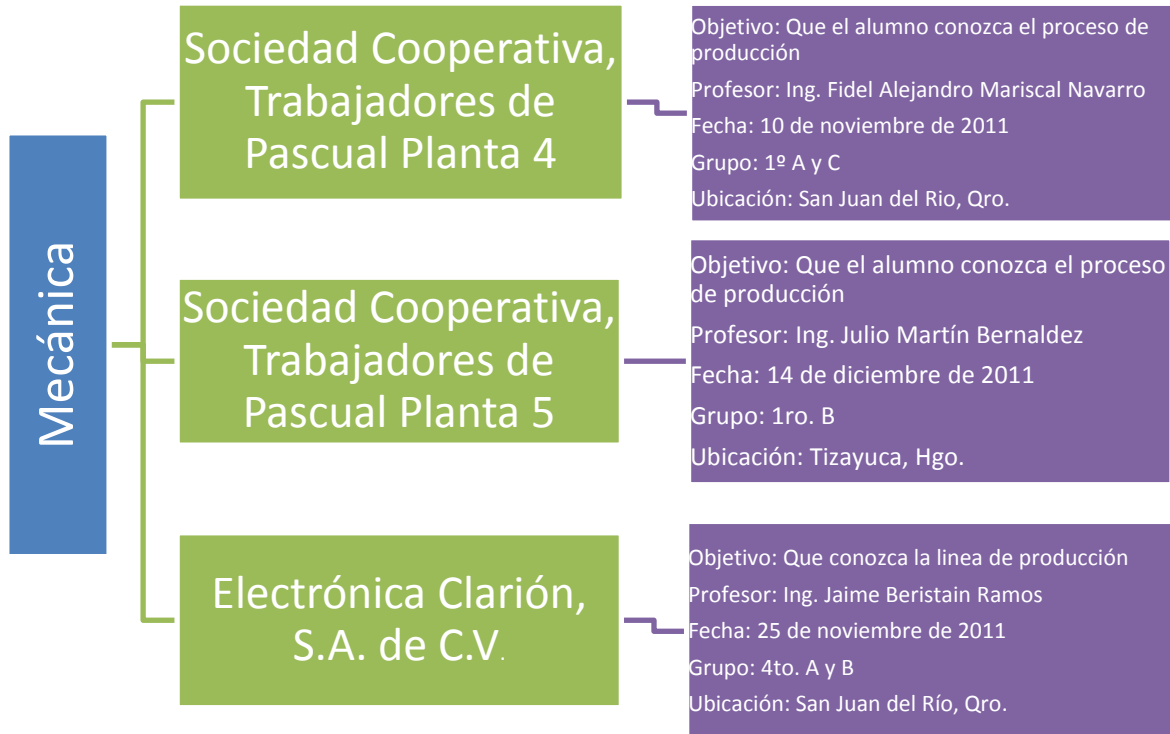 Mecánica
Sociedad Cooperativa,
Trabajadores de
Pascual Planta 4
Objetivo: Que el alumno conozca el proceso de
producción
Profesor: Ing. Fidel Alejandro Mariscal Navarro
Fecha: 10 de noviembre de 2011
Grupo: 1º A y C
Ubicación: San Juan del Rio, Qro.
Sociedad Cooperativa,
Trabajadores de
Pascual Planta 5
Objetivo: Que el alumno conozca el proceso
de producción
Profesor: Ing. Julio Martín Bernaldez
Fecha: 14 de diciembre de 2011
Grupo: 1ro. B
Ubicación: Tizayuca, Hgo.
Electrónica Clarión,
S.A. de C.V.
Objetivo: Que conozca la linea de producción
Profesor: Ing. Jaime Beristain Ramos
Fecha: 25 de noviembre de 2011
Grupo: 4to. A y B
Ubicación: San Juan del Río, Qro.